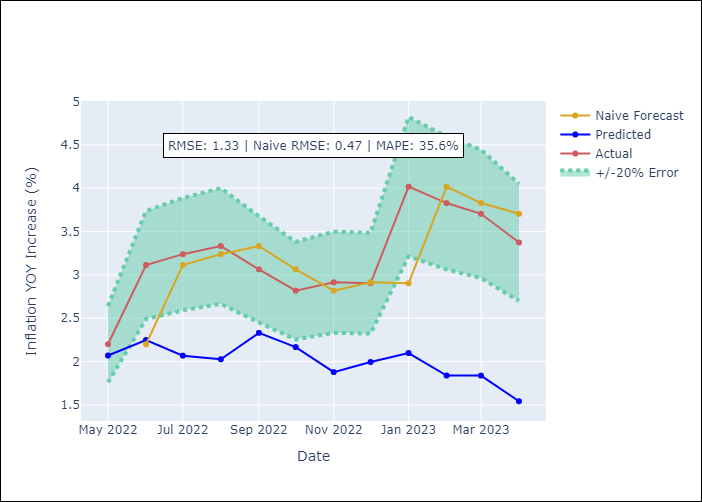 RMSE: 1.33 | Naive RMSE: 0.47 | MAPE: 35.6%
Naive Forecast
Predicted
Actual
+/-20% Error
Inflation YOY Increase (%)
5
4.5
4
3.5
3
2.5
2
1.5
May 2022
Jul 2022
Sep 2022
Nov 2022
Jan 2023
Mar 2023
Date